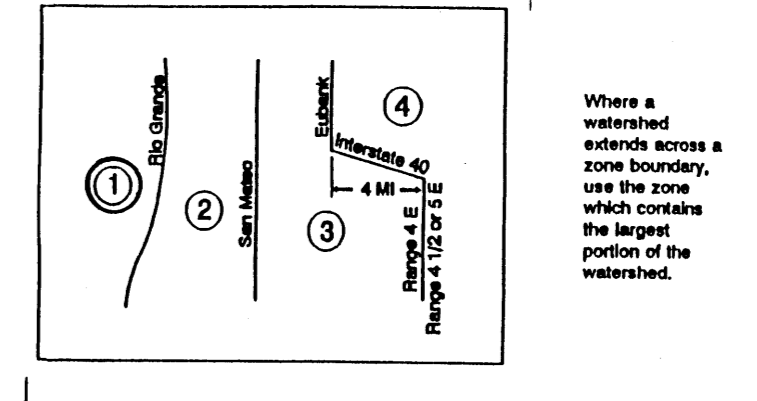 Rio Grande
1
2
San Mateo
Eubank
4
Interstate 40
4 MI
3
Range 4 E
Range 4 1/2 or 5 E
Where a
watershed
extends across a
zone boundary,
use the zone
which contains
the largest
portion of the
watershed.